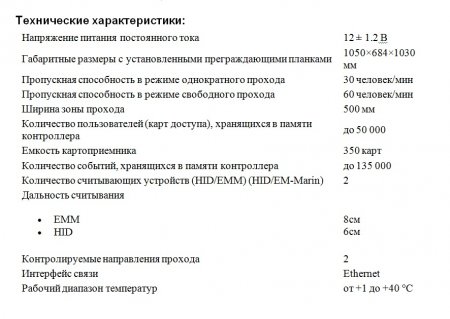 Технические характеристики:
Напряжение питания постоянного тока 12 ± 1.2 В
Габаритные размеры с установленными преграждающими планками 1050×684×1030 мм
Пропускная способность в режиме однократного прохода 30 человек/мин
Пропускная способность в режиме свободного прохода 60 человек/мин
Ширина зоны прохода 500 мм
Количество пользователей (карт доступа), хранящихся в памяти контроллера до 50 000
Емкость картоприемника 350 карт
Количество событий, хранящихся в памяти контроллера до 135 000
Количество считывающих устройств (HID/EMM) (HID/EM-Marin) 2
Дальность считывания
• EMM 8см
• HID 6см
Контролируемые направления прохода 2
Интерфейс связи Ethernet
Рабочий диапазон температур от +1 до +40 °C